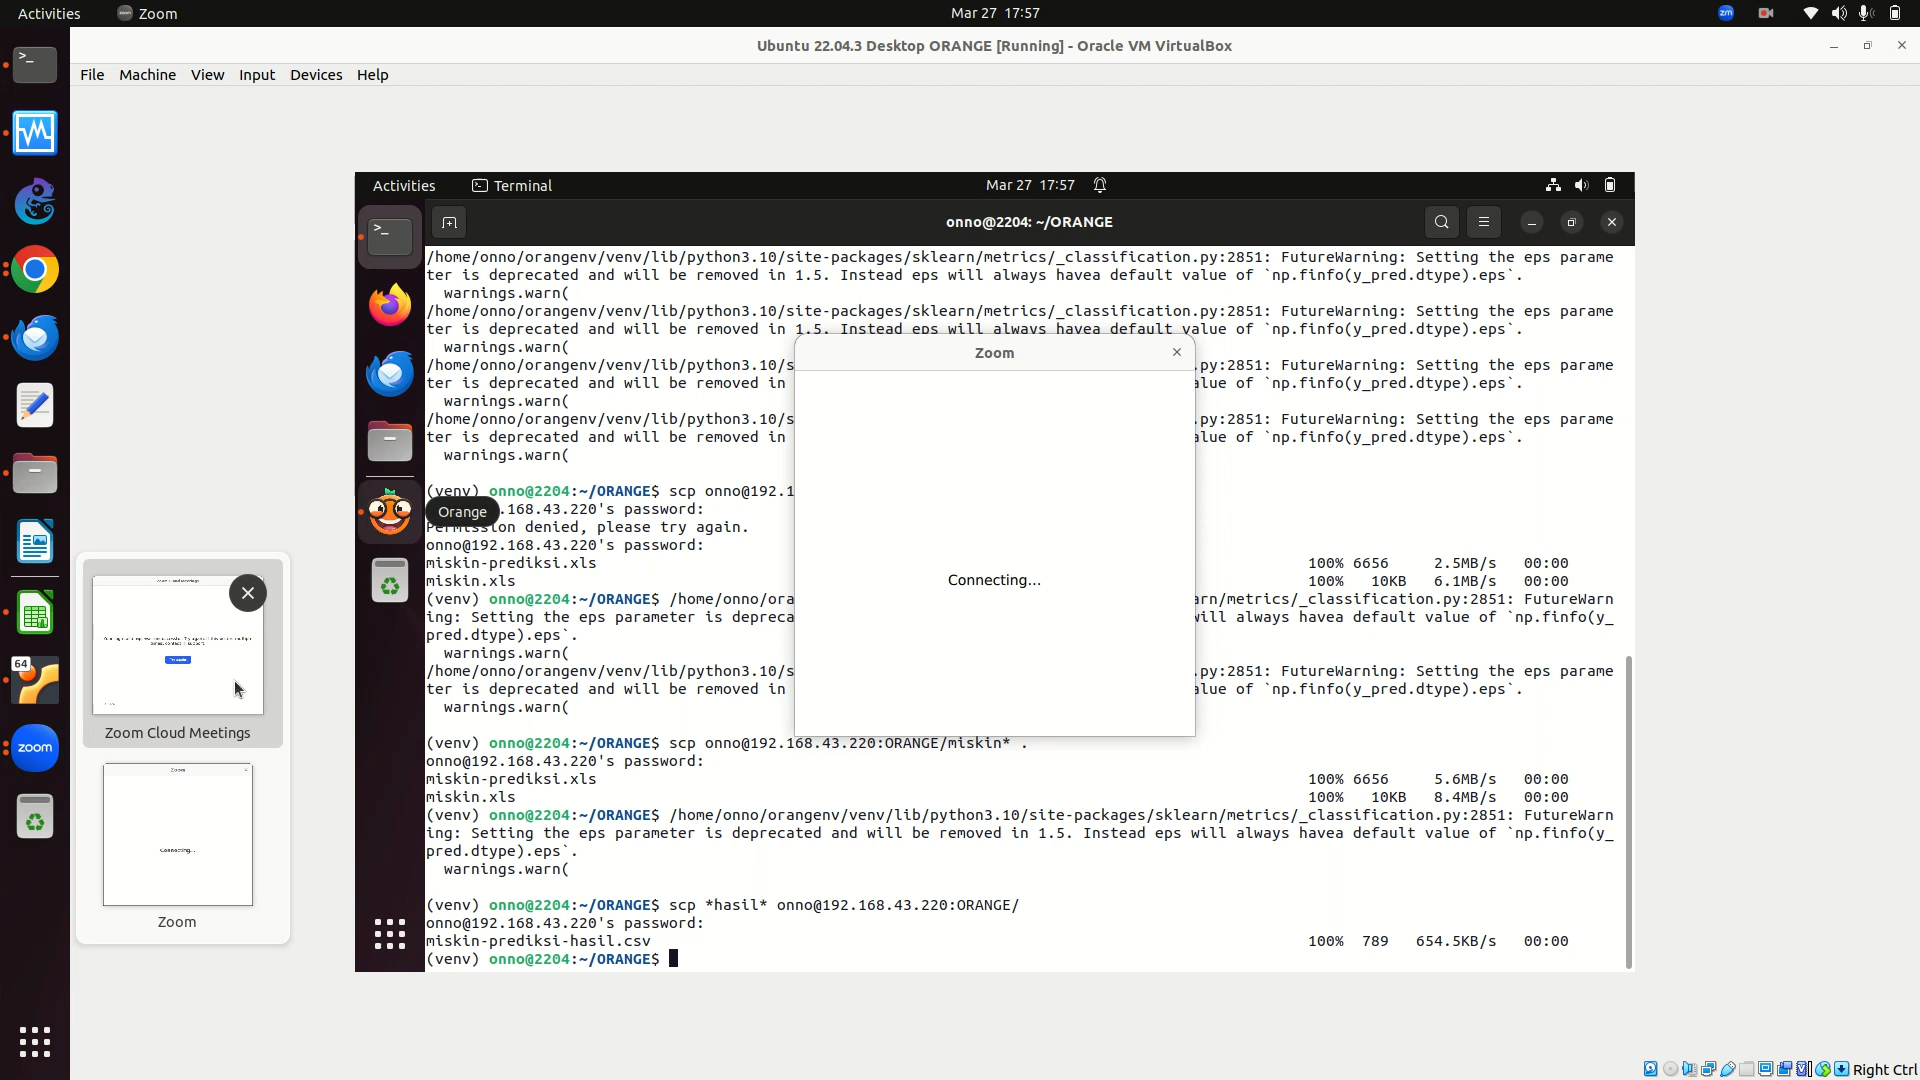 Activities
Zoom
Mar 27 17:57
zm
Ubuntu 22.04.3 Desktop ORANGE [Running] - Oracle VM VirtualBox
File Machine View Input Devices Help
Activities
Terminal
Mar 27 17:57
onno@2204: ~/ORANGE
/home/onno/orangenv/venv/lib/python3.10/site-packages/sklearn/metrics/_classification.py:2851: FutureWarning: Setting the eps parame
ter is deprecated and will be removed in 1.5. Instead eps will always havea default value of `np.finfo(y_pred.dtype).eps`.
warnings.warn(
/home/onno/orangenv/venv/lib/python3.10/site-packages/sklearn/metrics/_classification.py:2851: FutureWarning: Setting the eps parame
ter is deprecated and will be removed in 1.5. Instead eps will always havea default value of `np.finfo(y_pred.dtype).eps`.
warnings.warn(
/home/onno/orangenv/venv/lib/python3.10/s py:2851: FutureWarning: Setting the eps parame
ter is deprecated and will be removed in alue of `np.finfo(y_pred.dtype).eps`.
warnings.warn(
/home/onno/orangenv/venv/lib/python3.10/s py:2851: FutureWarning: Setting the eps parame
ter is deprecated and will be removed in alue of `np.finfo(y_pred.dtype).eps`.
warnings.warn(
(venv) onno@2204:~/ORANGE$ scp onno@192.1
.168.43.220's password:
Permission denied, please try again.
onno@192.168.43.220's password:
miskin-prediksi.xls 100% 6656 2.5MB/s 00:00
miskin.xls 100% 10KB 6.1MB/s 00:00
(venv) onno@2204:~/ORANGE$ /home/onno/ora rn/metrics/_classification.py:2851: FutureWarn
ing: Setting the eps parameter is depreca will always havea default value of `np.finfo(y_
pred.dtype).eps`.
warnings.warn(
/home/onno/orangenv/venv/lib/python3.10/s py:2851: FutureWarning: Setting the eps parame
ter is deprecated and will be removed in alue of `np.finfo(y_pred.dtype).eps`.
warnings.warn(
(venv) onno@2204:~/ORANGE$ scp onno@192.168.43.220:ORANGE/miskin* .
onno@192.168.43.220's password:
miskin-prediksi.xls 100% 6656 5.6MB/s 00:00
miskin.xls 100% 10KB 8.4MB/s 00:00
(venv) onno@2204:~/ORANGE$ /home/onno/orangenv/venv/lib/python3.10/site-packages/sklearn/metrics/_classification.py:2851: FutureWarn
ing: Setting the eps parameter is deprecated and will be removed in 1.5. Instead eps will always havea default value of `np.finfo(y_
pred.dtype).eps`.
warnings.warn(
(venv) onno@2204:~/ORANGE$ scp *hasil* onno@192.168.43.220:ORANGE/
onno@192.168.43.220's password:
miskin-prediksi-hasil.csv 100% 789 654.5KB/s 00:00
(venv) onno@2204:~/ORANGE$
Orange
Zoom
Connecting...
Zoom Cloud Meetings
Try again
Zoom Cloud Meetings
Zoom
Connecting...
Zoom
64
zoom
Right Ctrl